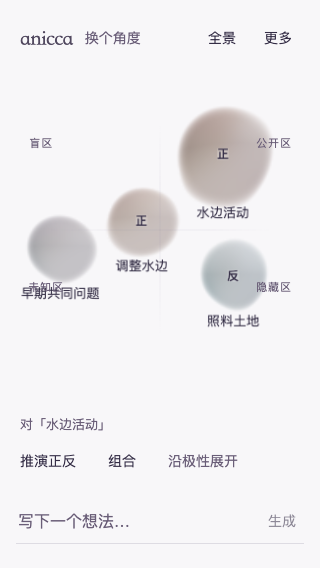 anicca 换个角度 全景 更多
盲区 公开区
正
水边活动
正
调整水边
反
未知区 隐藏区
早期共同问题
照料土地
对「水边活动」
推演正反 组合 沿极性展开
写下一个想法… 生成